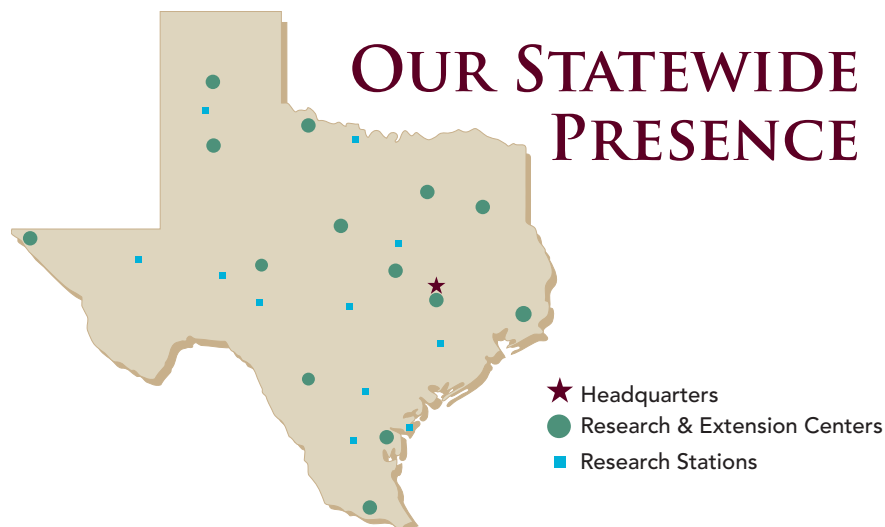 OUR STATEWIDE
PRESENCE
Headquarters
Research & Extension Centers
Research Stations